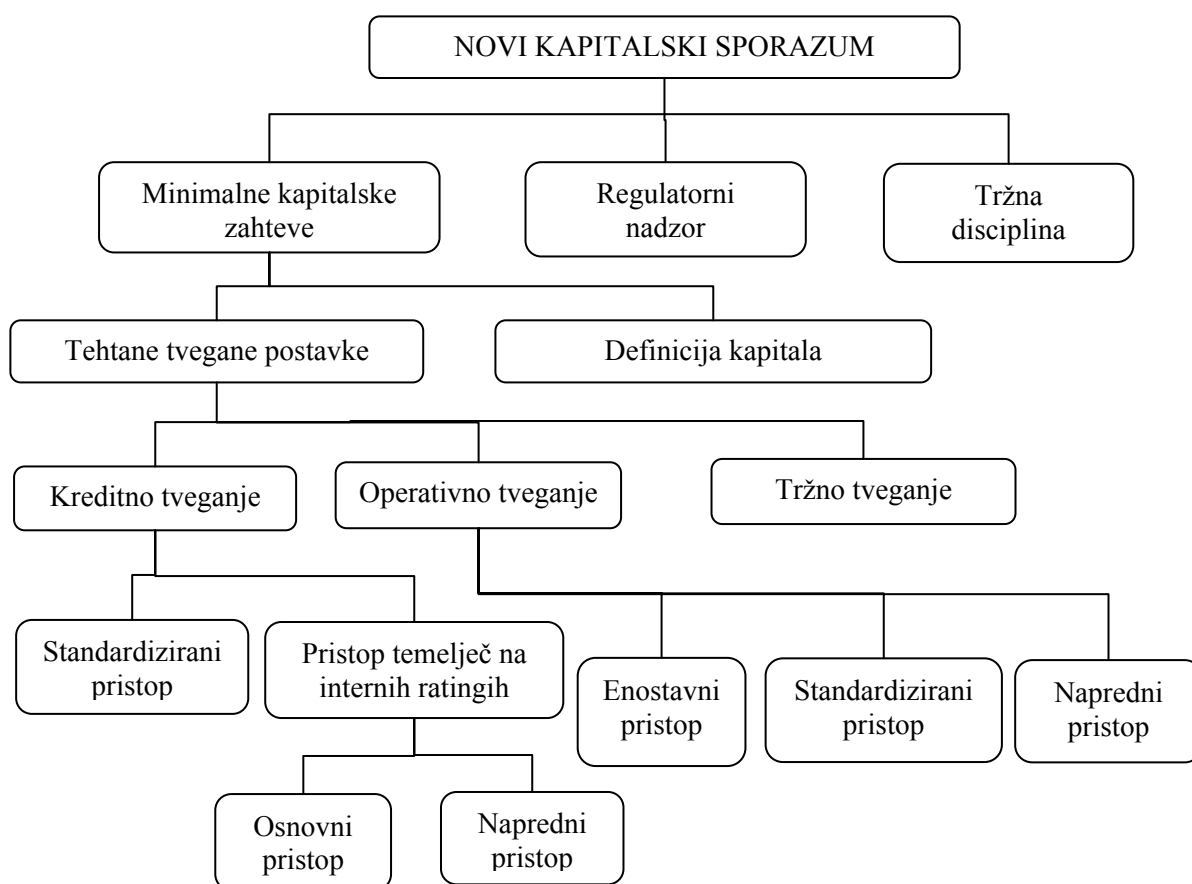 NOVI KAPITALSKI SPORAZUM
Minimalne kapitalske
zahteve
Regulatorni
nadzor
Tržna
disciplina
Tehtane tvegane postavke
Definicija kapitala
Kreditno tveganje
Operativno tveganje
Tržno tveganje
Standardizirani
pristop
Pristop temelječ na
internih ratingih
Enostavni
pristop
Standardizirani
pristop
Napredni
pristop
Osnovni
pristop
Napredni
pristop